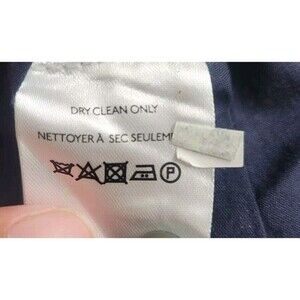 DRY CLEAN ONLY
NETTOYER À SEC SEULEM
P